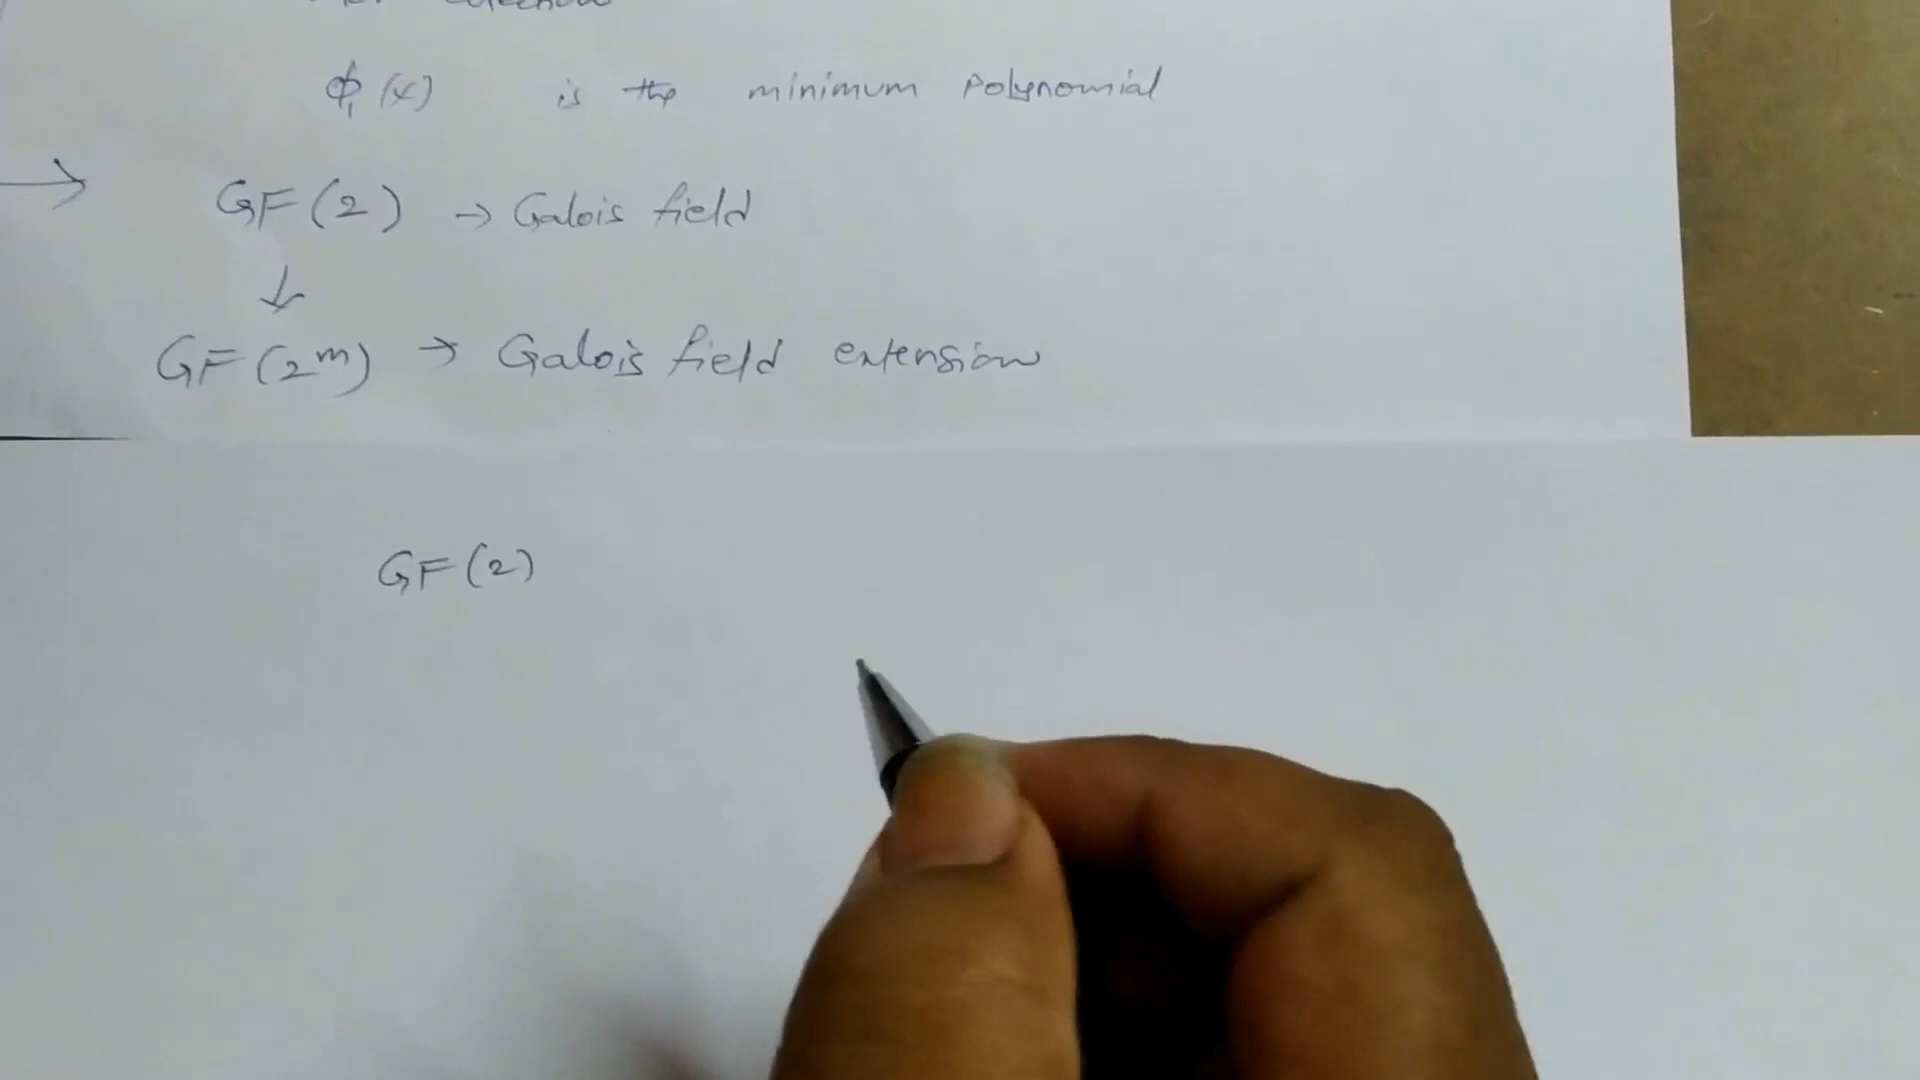 ϕ₁(x) is the minimum polynomial
→ GF(2) → Galois field
↓
GF(2ᵐ) → Galois field extension
GF(2)